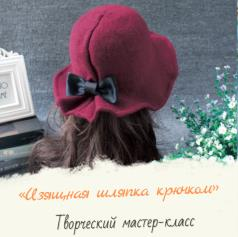 «Изящная шляпка крючком»
Творческий мастер-класс